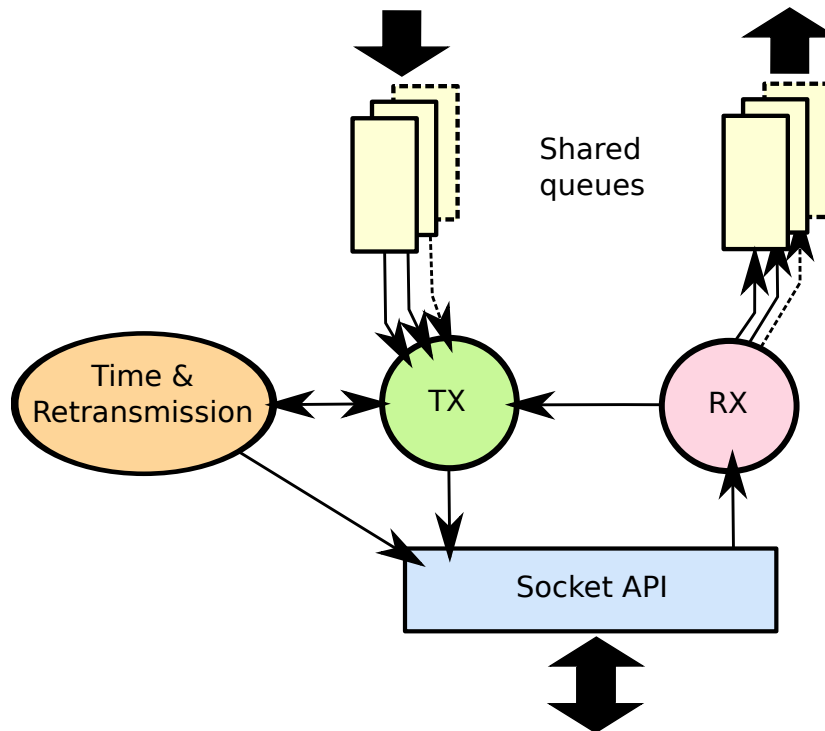 Shared
queues
Time &
Retransmission
TX
RX
Socket API